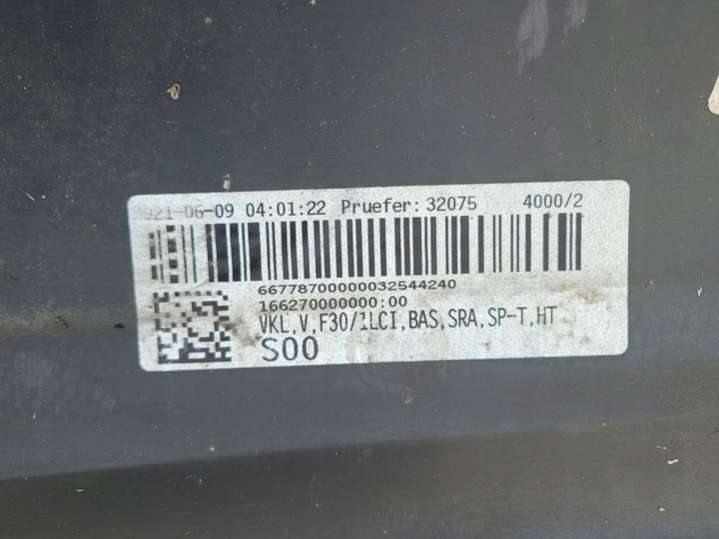 2021-06-09 04:01:22 Pruefer:32075 4000/2
66778700000032544240
166270000000;00
VKL,V,F30/1LCI,BAS,SRA,SP-T,HT
S00